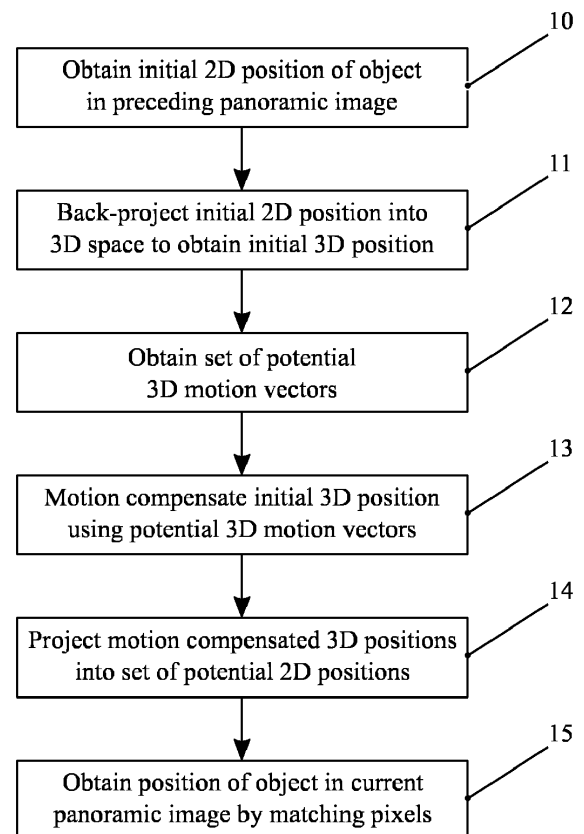 10
Obtain initial 2D position of object
in preceding panoramic image
11
Back-project initial 2D position into
3D space to obtain initial 3D position
12
Obtain set of potential
3D motion vectors
13
Motion compensate initial 3D position
using potential 3D motion vectors
14
Project motion compensated 3D positions
into set of potential 2D positions
15
Obtain position of object in current
panoramic image by matching pixels